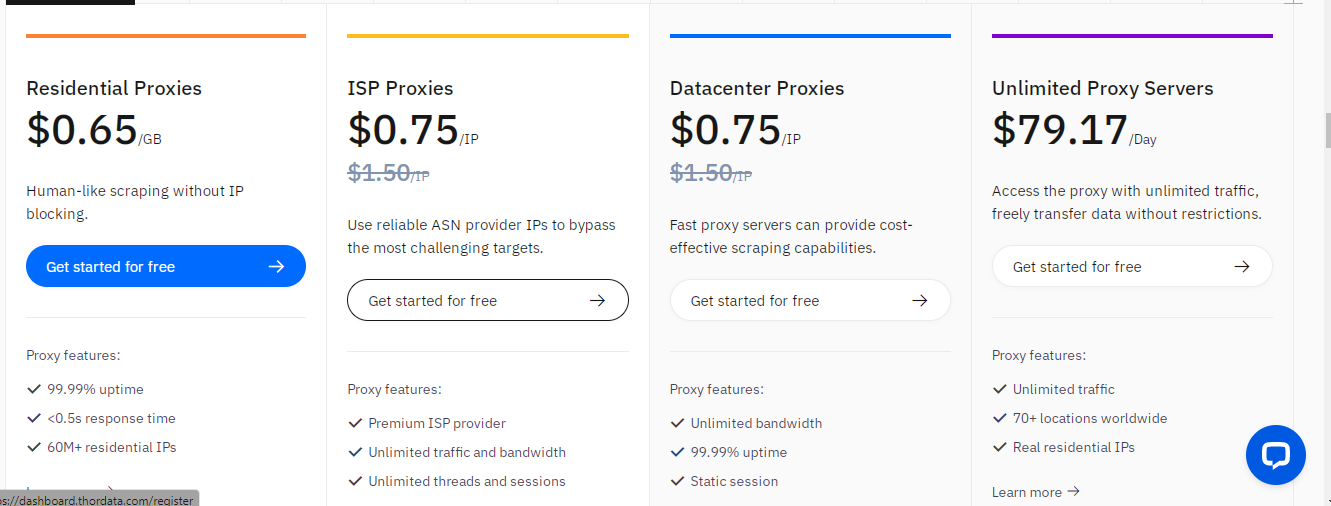 Residential Proxies
$0.65/GB
Human-like scraping without IP
blocking.
Get started for free
Proxy features:
99.99% uptime
<0.5s response time
60M+ residential IPs
ISP Proxies
$0.75/IP
$1.50/IP
Use reliable ASN provider IPs to bypass
the most challenging targets.
Get started for free
Proxy features:
Premium ISP provider
Unlimited traffic and bandwidth
Unlimited threads and sessions
Datacenter Proxies
$0.75/IP
$1.50/IP
Fast proxy servers can provide cost-
effective scraping capabilities.
Get started for free
Proxy features:
Unlimited bandwidth
99.99% uptime
Static session
Unlimited Proxy Servers
$79.17/Day
Access the proxy with unlimited traffic,
freely transfer data without restrictions.
Get started for free
Proxy features:
Unlimited traffic
70+ locations worldwide
Real residential IPs
Learn more
ps://dashboard.thordata.com/register